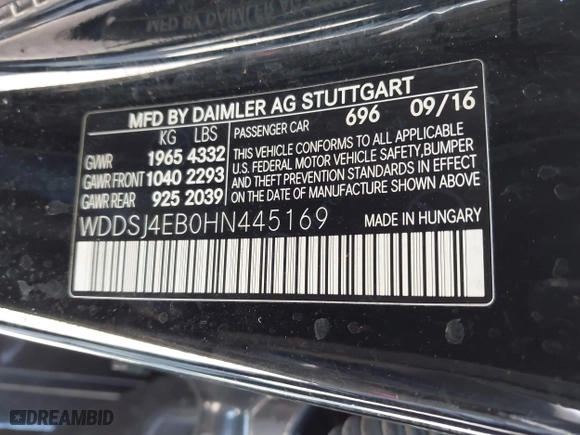 MFD BY DAIMLER AG STUTTGART
KG LBS PASSENGER CAR 696 09/16
GVWR 1965 4332
GAWR FRONT 1040 2293
GAWR REAR 925 2039
THIS VEHICLE CONFORMS TO ALL APPLICABLE
U.S. FEDERAL MOTOR VEHICLE SAFETY, BUMPER
AND THEFT PREVENTION STANDARDS IN EFFECT
ON THE DATE OF MANUFACTURE SHOWN ABOVE.
WDDSJ4EB0HN445169 MADE IN HUNGARY
DREAMBID